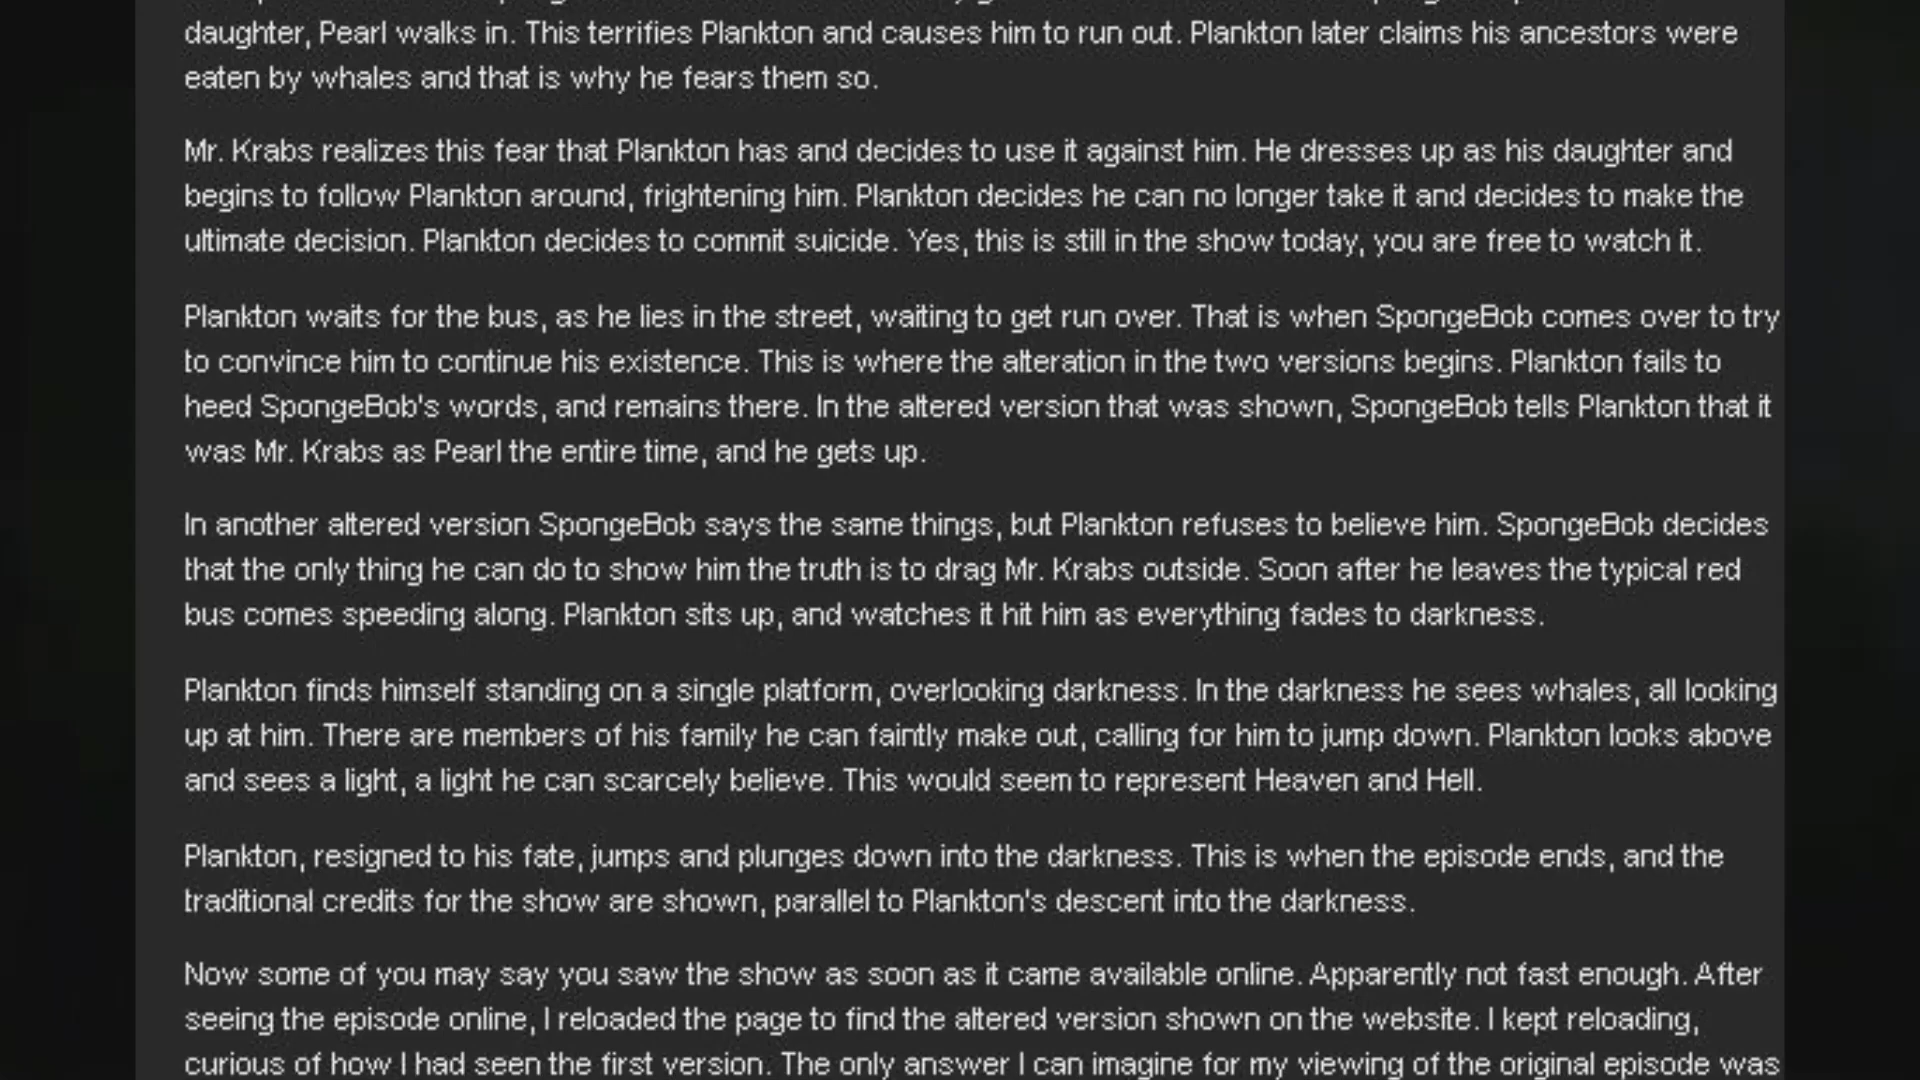 daughter, Pearl walks in. This terrifies Plankton and causes him to run out. Plankton later claims his ancestors were
eaten by whales and that is why he fears them so.
Mr. Krabs realizes this fear that Plankton has and decides to use it against him. He dresses up as his daughter and
begins to follow Plankton around, frightening him. Plankton decides he can no longer take it and decides to make the
ultimate decision. Plankton decides to commit suicide. Yes, this is still in the show today, you are free to watch it.
Plankton waits for the bus, as he lies in the street, waiting to get run over. That is when SpongeBob comes over to try
to convince him to continue his existence. This is where the alteration in the two versions begins. Plankton fails to
heed SpongeBob's words, and remains there. In the altered version that was shown, SpongeBob tells Plankton that it
was Mr. Krabs as Pearl the entire time, and he gets up.
In another altered version SpongeBob says the same things, but Plankton refuses to believe him. SpongeBob decides
that the only thing he can do to show him the truth is to drag Mr. Krabs outside. Soon after he leaves the typical red
bus comes speeding along. Plankton sits up, and watches it hit him as everything fades to darkness.
Plankton finds himself standing on a single platform, overlooking darkness. In the darkness he sees whales, all looking
up at him. There are members of his family he can faintly make out, calling for him to jump down. Plankton looks above
and sees a light, a light he can scarcely believe. This would seem to represent Heaven and Hell.
Plankton, resigned to his fate, jumps and plunges down into the darkness. This is when the episode ends, and the
traditional credits for the show are shown, parallel to Plankton's descent into the darkness.
Now some of you may say you saw the show as soon as it came available online. Apparently not fast enough. After
seeing the episode online, I reloaded the page to find the altered version shown on the website. I kept reloading,
curious of how I had seen the first version. The only answer I can imagine for my viewing of the original episode was